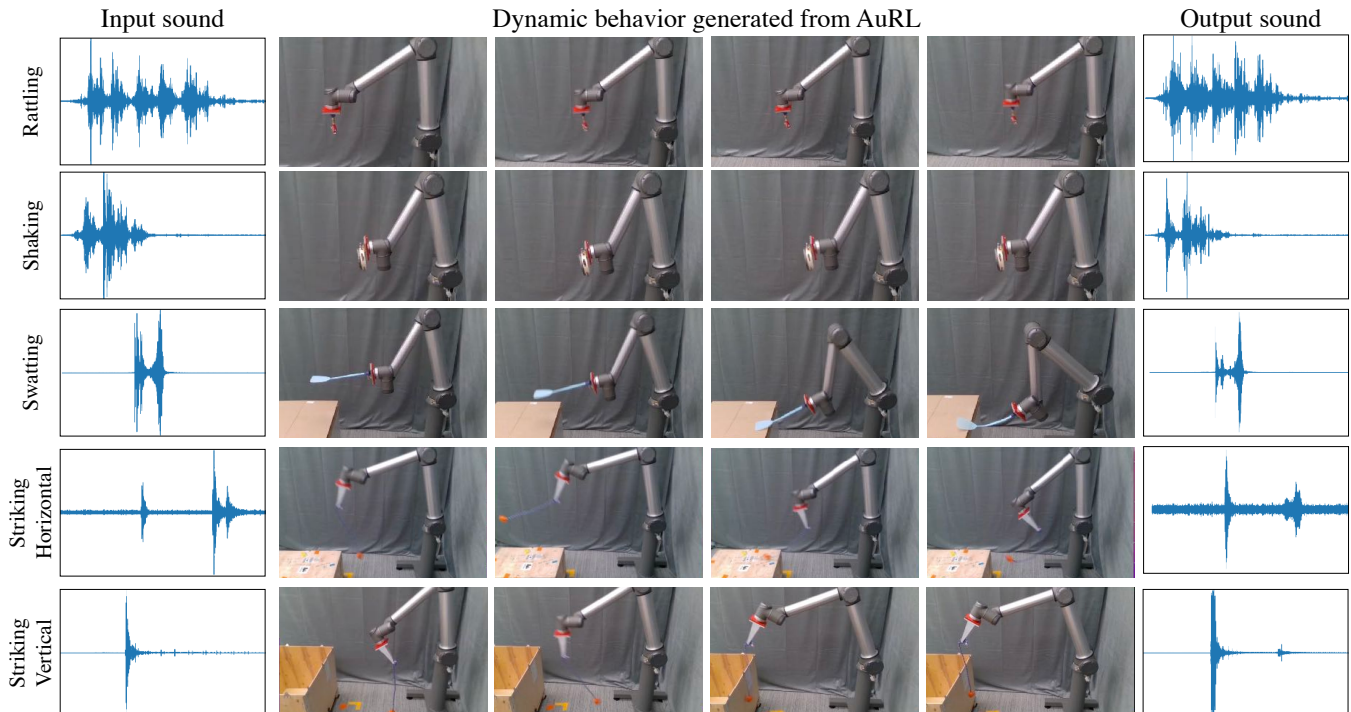 Input sound
Dynamic behavior generated from AuRL
Output sound
Rattling
Shaking
Swatting
Striking
Horizontal
Striking
Vertical